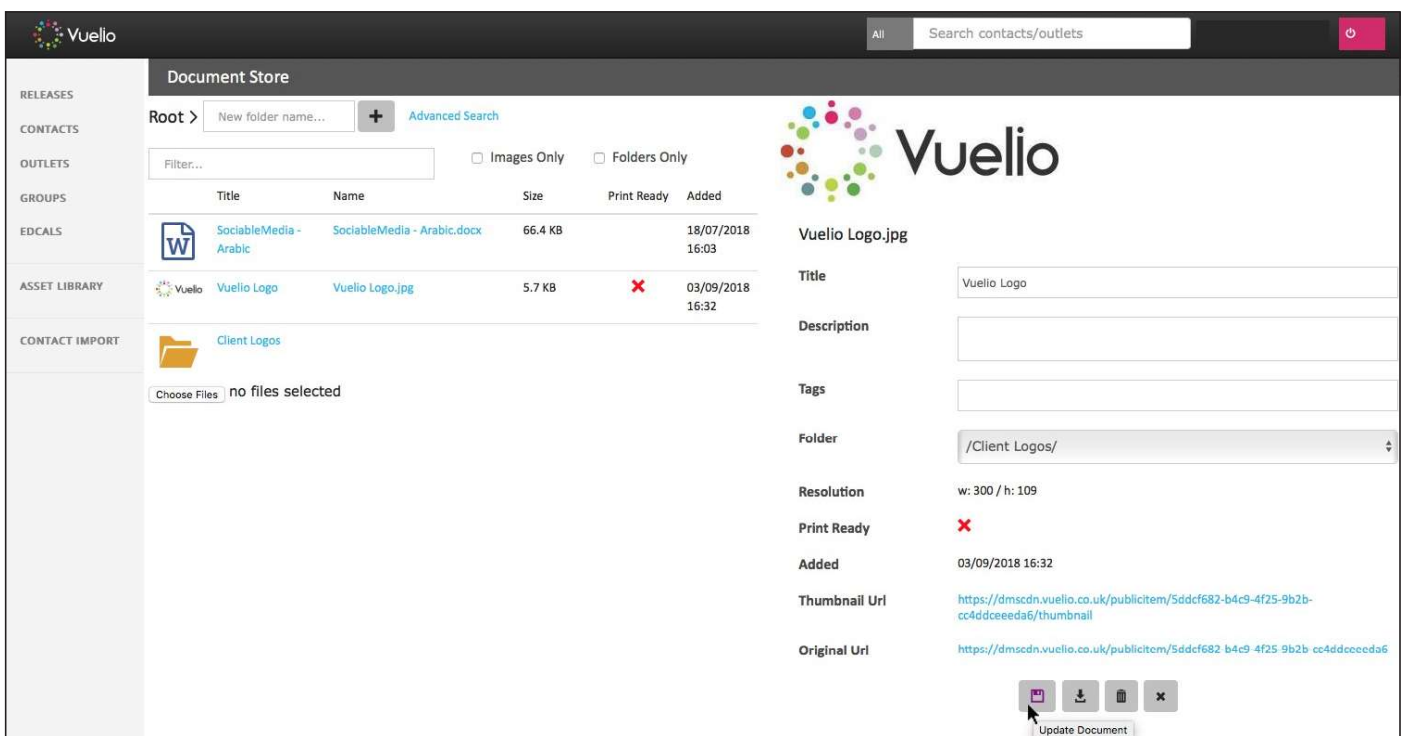 Vuelio
All
Search contacts/outlets
Document Store
RELEASES
CONTACTS
OUTLETS
GROUPS
EDCALS
ASSET LIBRARY
CONTACT IMPORT
Root >
New folder name...
+
Advanced Search
Filter...
Images Only
Folders Only
Title Name Size Print Ready Added
W
SociableMedia - SociableMedia - Arabic.docx 66.4 KB 18/07/2018
Arabic 16:03
Vuelio Vuelio Logo Vuelio Logo.jpg 5.7 KB 03/09/2018
16:32
Client Logos
Choose Files no files selected
Vuelio
Vuelio Logo.jpg
Title Vuelio Logo
Description
Tags
Folder /Client Logos/
Resolution w: 300 / h: 109
Print Ready
Added 03/09/2018 16:32
Thumbnail Url https://dmscdn.vuelio.co.uk/publicitem/5ddcf682-b4c9-4f25-9b2b-
cc4ddceeeda6/thumbnail
Original Url https://dmscdn.vuelio.co.uk/publicitem/5ddcf682-b4c9-4f25-9b2b-cc4ddceeeda6
Update Document